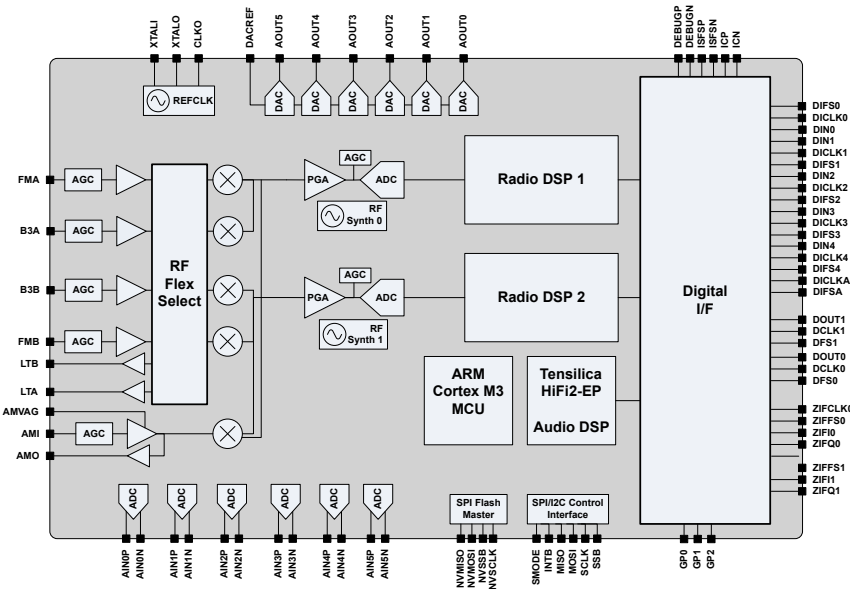 XTALI
XTALO
CLKO
DACREF
AOUT5
AOUT4
AOUT3
AOUT2
AOUT1
AOUT0
DEBUGP
DEBUGN
ISFSP
ISFSN
ICP
ICN
REFCLK
DAC
DAC
DAC
DAC
DAC
DAC
FMA
AGC
B3A
AGC
B3B
AGC
FMB
AGC
LTB
LTA
AMVAG
AMI
AGC
AMO
RF
Flex
Select
PGA
AGC
ADC
RF
Synth 0
PGA
AGC
ADC
RF
Synth 1
Radio DSP 1
Radio DSP 2
ARM
Cortex M3
MCU
Tensilica
HiFi2-EP
Audio DSP
Digital
I/F
DIFS0
DICLK0
DIN0
DIN1
DICLK1
DIFS1
DIN2
DICLK2
DIFS2
DIN3
DICLK3
DIFS3
DIN4
DICLK4
DIFS4
DICLKA
DIFSA
DOUT1
DCLK1
DFS1
DOUT0
DCLK0
DFS0
ZIFCLK0
ZIFFS0
ZIFI0
ZIFQ0
ZIFFS1
ZIFI1
ZIFQ1
ADC
ADC
ADC
ADC
ADC
ADC
SPI Flash
Master
SPI/I2C Control
Interface
AIN0P
AIN0N
AIN1P
AIN1N
AIN2P
AIN2N
AIN3P
AIN3N
AIN4P
AIN4N
AIN5P
AIN5N
NVMISO
NVMOSI
NVSSB
NVSCLK
SMODE
INTB
MISO
MOSI
SCLK
SSB
GP0
GP1
GP2